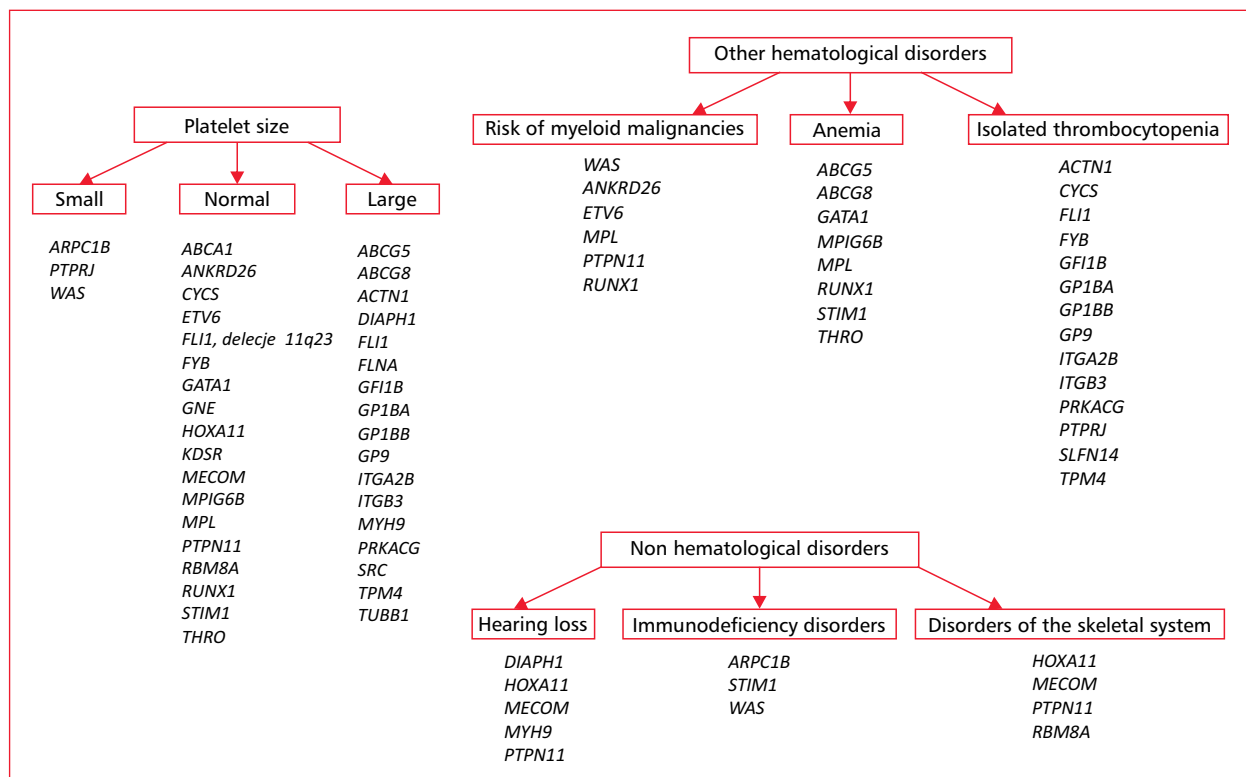 Platelet size
Small
ARPC1B
PTPRJ
WAS
Normal
ABCA1
ANKRD26
CYCS
ETV6
FLI1, delecje 11q23
FYB
GATA1
GNE
HOXA11
KDSR
MECOM
MPIG6B
MPL
PTPN11
RBM8A
RUNX1
STIM1
THRO
Large
ABCG5
ABCG8
ACTN1
DIAPH1
FLI1
FLNA
GFI1B
GP1BA
GP1BB
GP9
ITGA2B
ITGB3
MYH9
PRKACG
SRC
TPM4
TUBB1
Other hematological disorders
Risk of myeloid malignancies
WAS
ANKRD26
ETV6
MPL
PTPN11
RUNX1
Anemia
ABCG5
ABCG8
GATA1
MPIG6B
MPL
RUNX1
STIM1
THRO
Isolated thrombocytopenia
ACTN1
CYCS
FLI1
FYB
GFI1B
GP1BA
GP1BB
GP9
ITGA2B
ITGB3
PRKACG
PTPRJ
SLFN14
TPM4
Non hematological disorders
Hearing loss
DIAPH1
HOXA11
MECOM
MYH9
PTPN11
Immunodeficiency disorders
ARPC1B
STIM1
WAS
Disorders of the skeletal system
HOXA11
MECOM
PTPN11
RBM8A